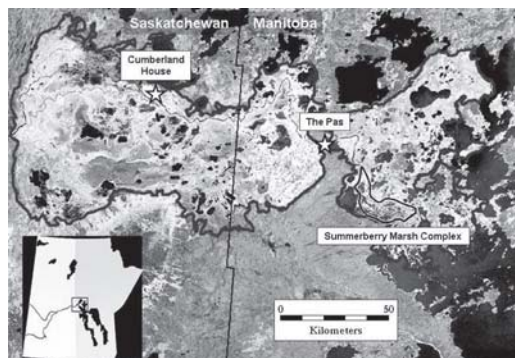 Saskatchewan
Manitoba
Cumberland
House
The Pas
Summerberry Marsh Complex
0 50
Kilometers